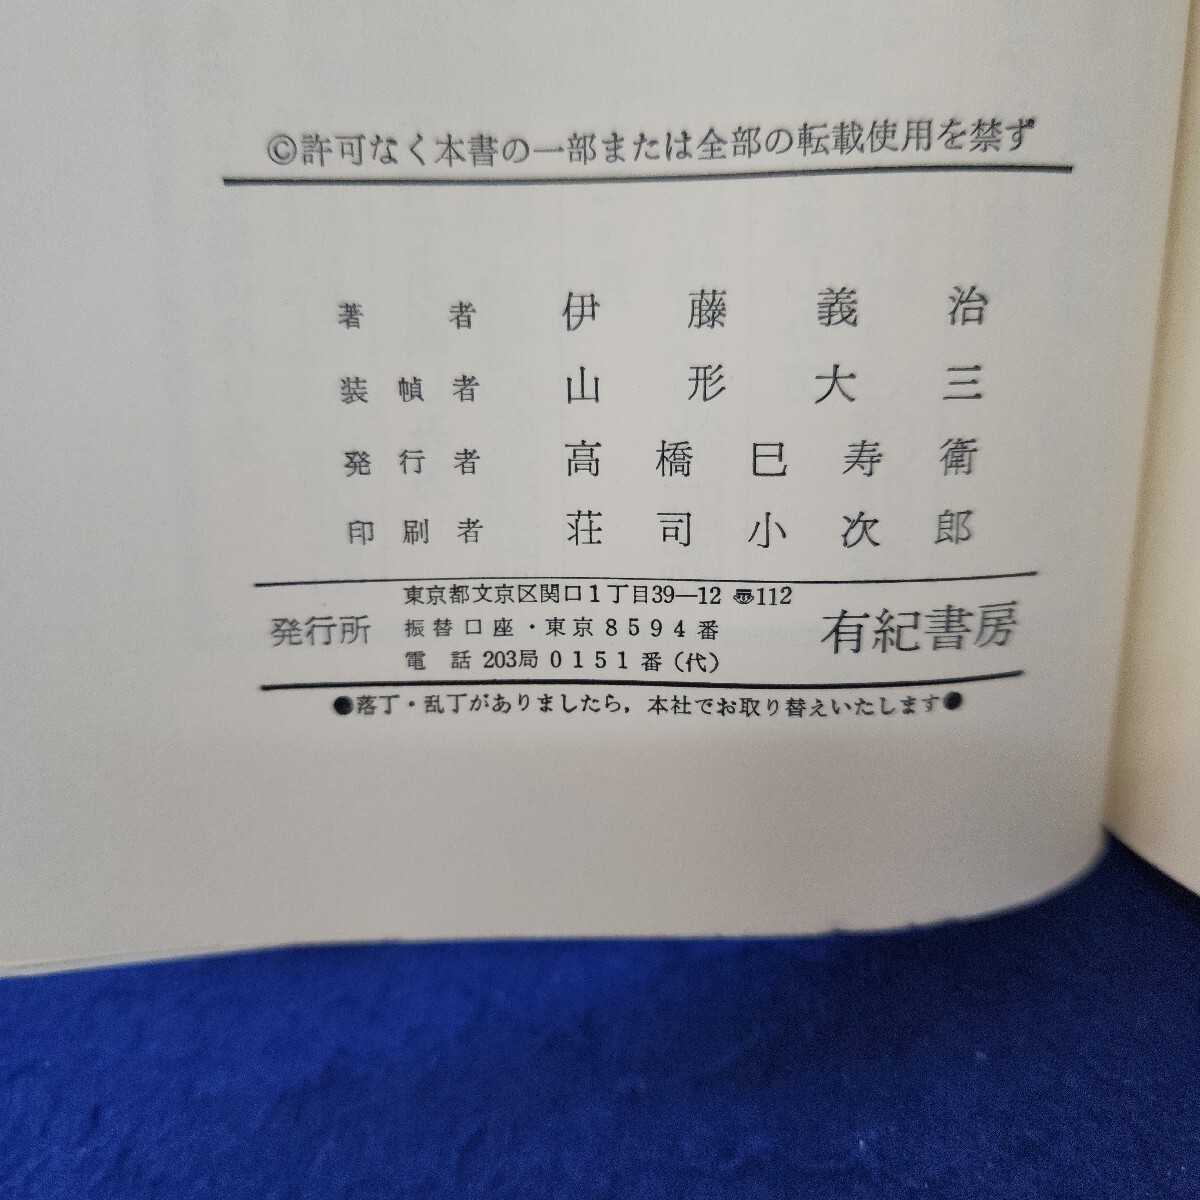 ©許可なく本書の一部または全部の転載使用を禁ず
著者 伊藤義治
装幀者 山形大三
発行者 高橋巳寿衛
印刷者 荘司小次郎
発行所
東京都文京区関口1丁目39—12 〠112
振替口座・東京8594番
電話 203局0151番(代)
有紀書房
●落丁・乱丁がありましたら,本社でお取り替えいたします●